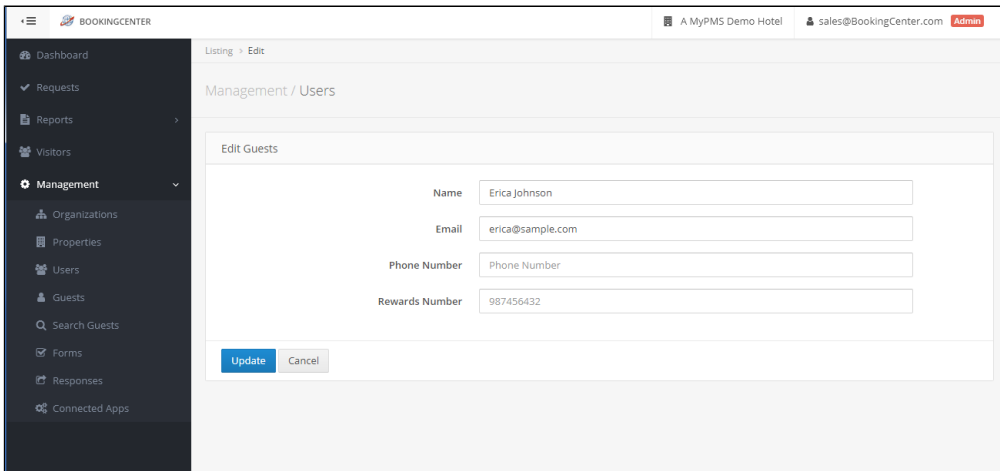 BOOKINGCENTER
A MyPMS Demo Hotel
sales@BookingCenter.com Admin
Dashboard
Requests
Reports
Visitors
Management
Organizations
Properties
Users
Guests
Search Guests
Forms
Responses
Connected Apps
Listing > Edit
Management / Users
Edit Guests
Name Erica Johnson
Email erica@sample.com
Phone Number Phone Number
Rewards Number 987456432
Update Cancel